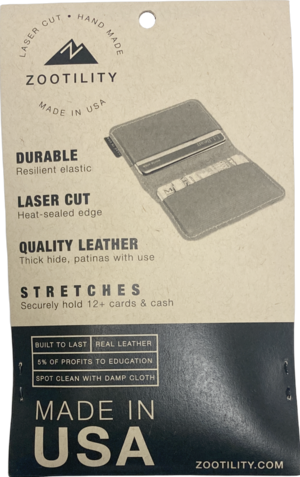 LASER CUT • HAND MADE
ZOOTILITY
MADE IN USA
DURABLE
Resilient elastic
LASER CUT
Heat-sealed edge
QUALITY LEATHER
Thick hide, patinas with use
STRETCHES
Securely hold 12+ cards & cash
BUILT TO LAST REAL LEATHER
5% OF PROFITS TO EDUCATION
SPOT CLEAN WITH DAMP CLOTH
MADE IN
USA
ZOOTILITY.COM